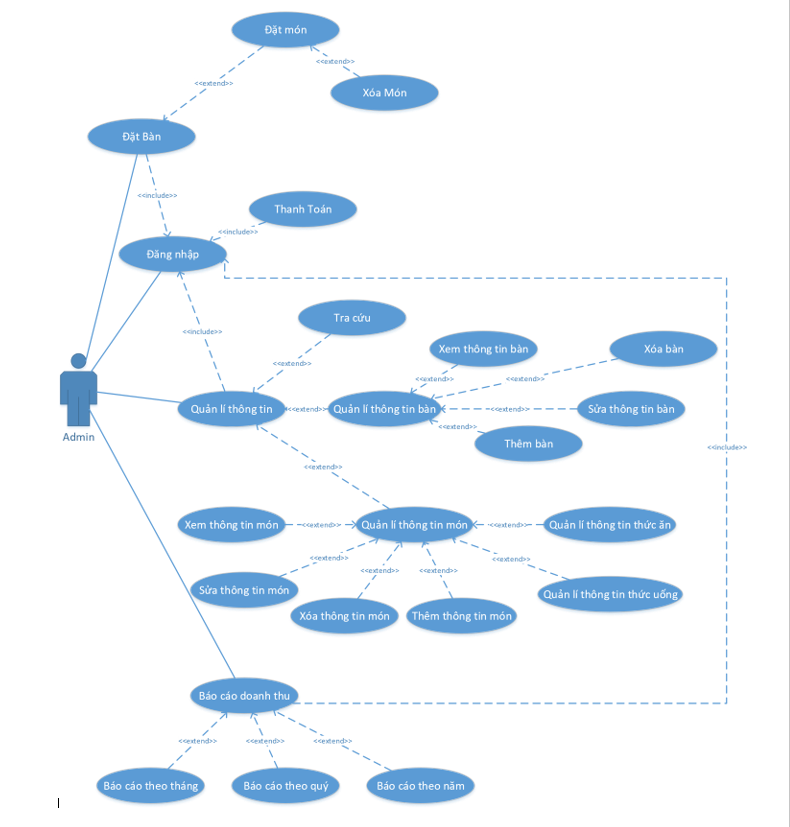 Đặt món
<<extend>>
<<extend>>
Xóa Món
Đặt Bàn
<<include>>
Thanh Toán
<<include>>
Đăng nhập
<<include>>
Tra cứu
<<extend>>
Xem thông tin bàn
Xóa bàn
<<extend>>
<<extend>>
Quản lí thông tin
<<extend>>
Quản lí thông tin bàn
<<extend>>
Sửa thông tin bàn
<<extend>>
Thêm bàn
Admin
<<include>>
<<extend>>
Xem thông tin món
<<extend>>
Quản lí thông tin món
<<extend>>
Quản lí thông tin thức ăn
<<extend>>
<<extend>>
<<extend>>
<<extend>>
Sửa thông tin món
Quản lí thông tin thức uống
Xóa thông tin món
Thêm thông tin món
Báo cáo doanh thu
<<extend>>
<<extend>>
<<extend>>
Báo cáo theo tháng
Báo cáo theo quý
Báo cáo theo năm